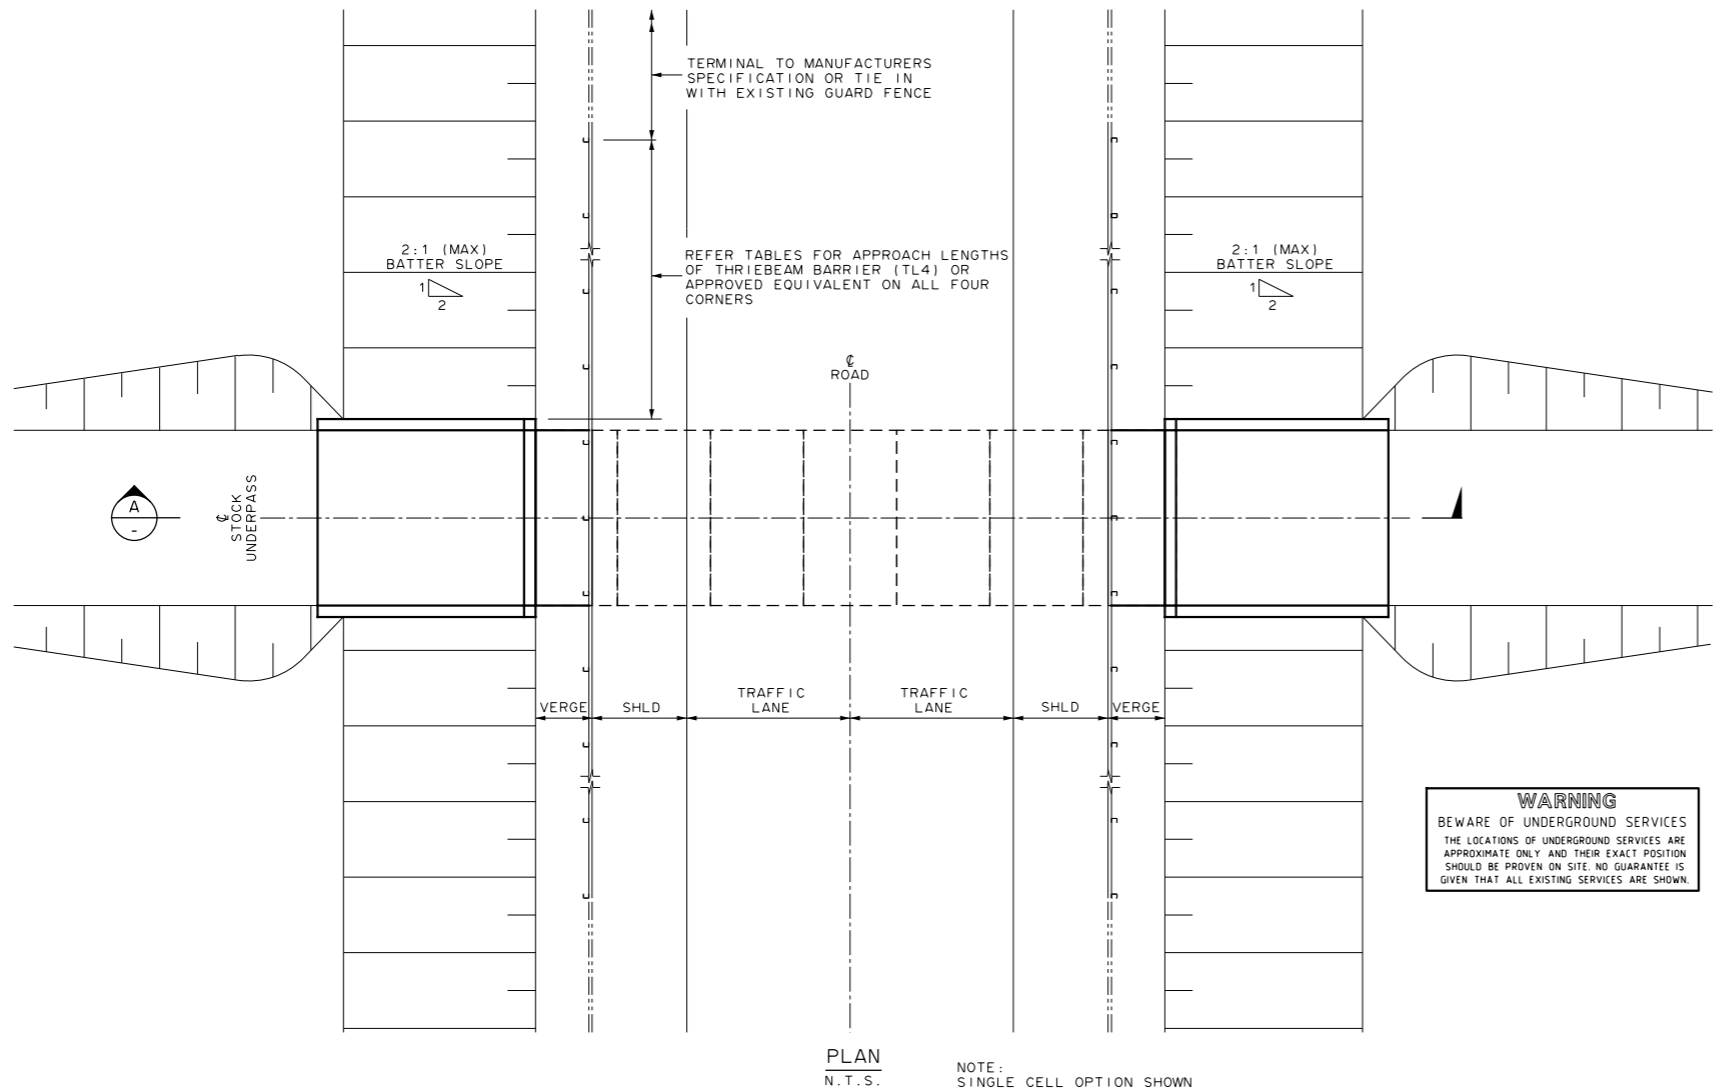 TERMINAL TO MANUFACTURERS
SPECIFICATION OR TIE IN
WITH EXISTING GUARD FENCE
2:1 (MAX)
BATTER SLOPE
1
2
REFER TABLES FOR APPROACH LENGTHS
OF THRIEBEAM BARRIER (TL4) OR
APPROVED EQUIVALENT ON ALL FOUR
CORNERS
2:1 (MAX)
BATTER SLOPE
1
2
℄
ROAD
A
-
℄
STOCK
UNDERPASS
VERGE
SHLD
TRAFFIC
LANE
TRAFFIC
LANE
SHLD
VERGE
WARNING
BEWARE OF UNDERGROUND SERVICES
THE LOCATIONS OF UNDERGROUND SERVICES ARE
APPROXIMATE ONLY AND THEIR EXACT POSITION
SHOULD BE PROVEN ON SITE. NO GUARANTEE IS
GIVEN THAT ALL EXISTING SERVICES ARE SHOWN.
PLAN
N.T.S.
NOTE:
SINGLE CELL OPTION SHOWN